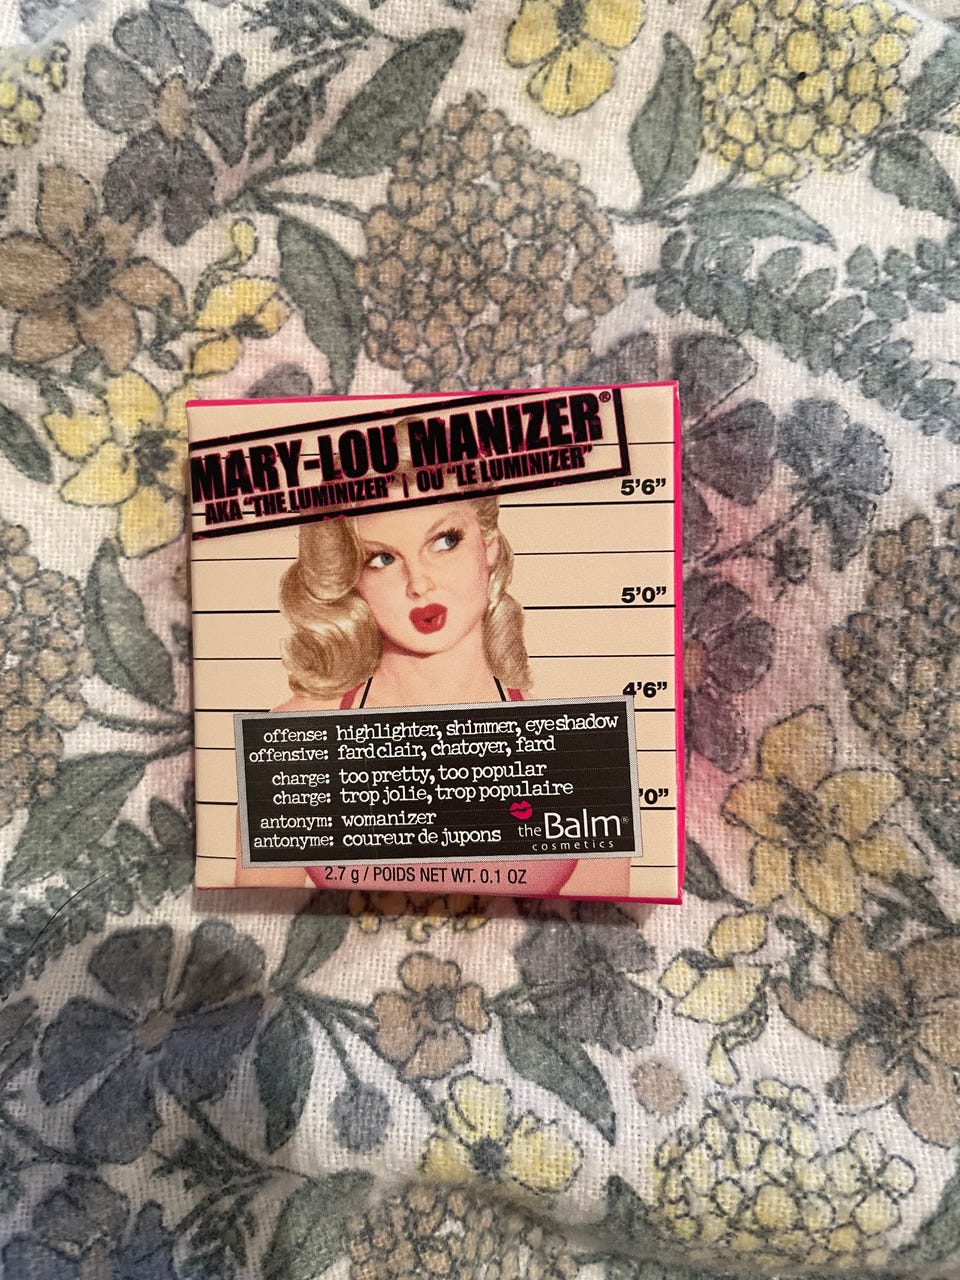 MARY-LOU MANIZER®
AKA "THE LUMINIZER" | OU "LE LUMINIZER"
5'6"
5'0"
4'6"
offense: highlighter, shimmer, eyeshadow
offensive: fard clair, chatoyer, fard
charge: too pretty, too popular
charge: trop jolie, trop populaire
'0"
antonym: womanizer
antonyme: coureur de jupons
theBalm®
cosmetics
2.7 g / POIDS NET WT. 0.1 OZ